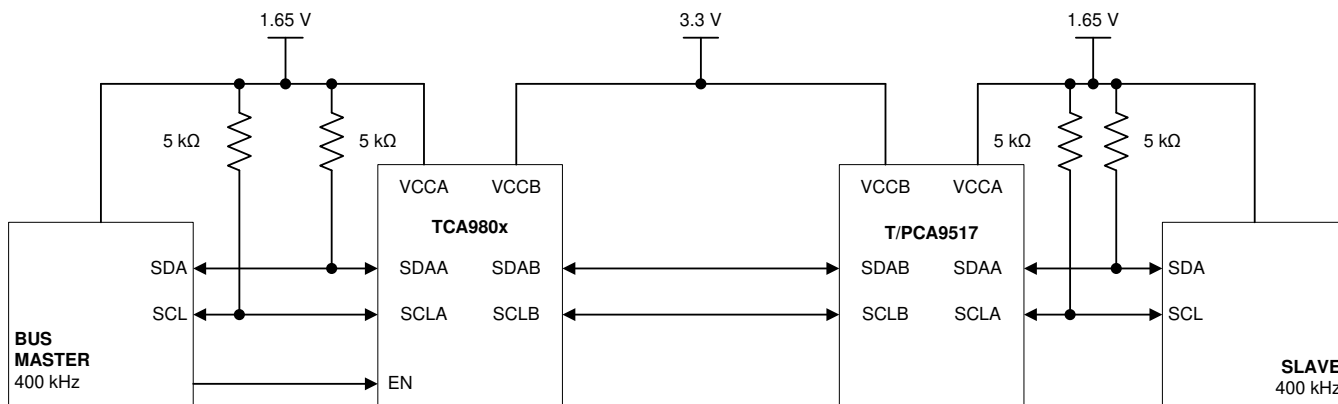 1.65 V
3.3 V
1.65 V
5 kΩ
5 kΩ
5 kΩ
5 kΩ
VCCA
VCCB
VCCB
VCCA
TCA980x
T/PCA9517
SDA
SDAA
SDAB
SDAB
SDAA
SDA
SCL
SCLA
SCLB
SCLB
SCLA
SCL
BUS
MASTER
400 kHz
EN
SLAVE
400 kHz